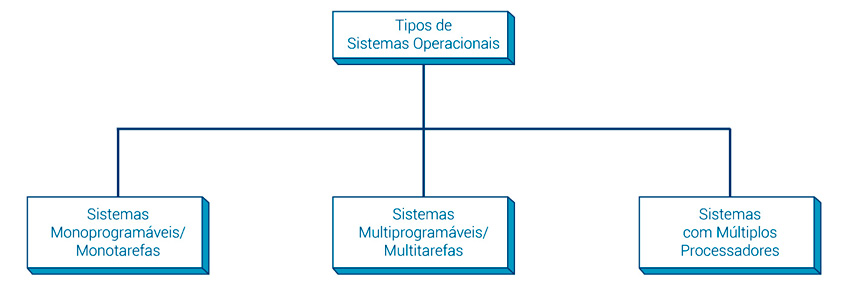 Tipos de
Sistemas Operacionais
Sistemas
Monoprogramáveis/
Monotarefas
Sistemas
Multiprogramáveis/
Multitarefas
Sistemas
com Múltiplos
Processadores